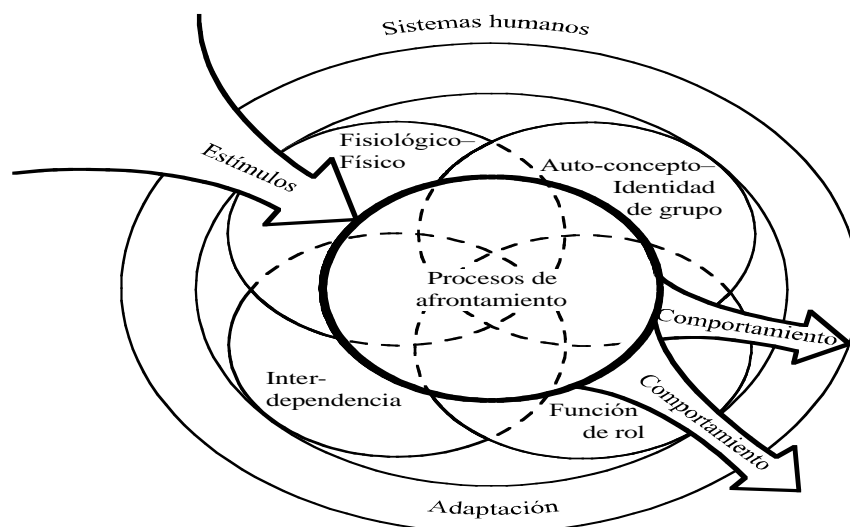 Sistemas humanos
Estímulos
Fisiológico–
Físico
Auto-concepto–
Identidad
de grupo
Procesos de
afrontamiento
Comportamiento
Inter-
dependencia
Función
de rol
Comportamiento
Adaptación